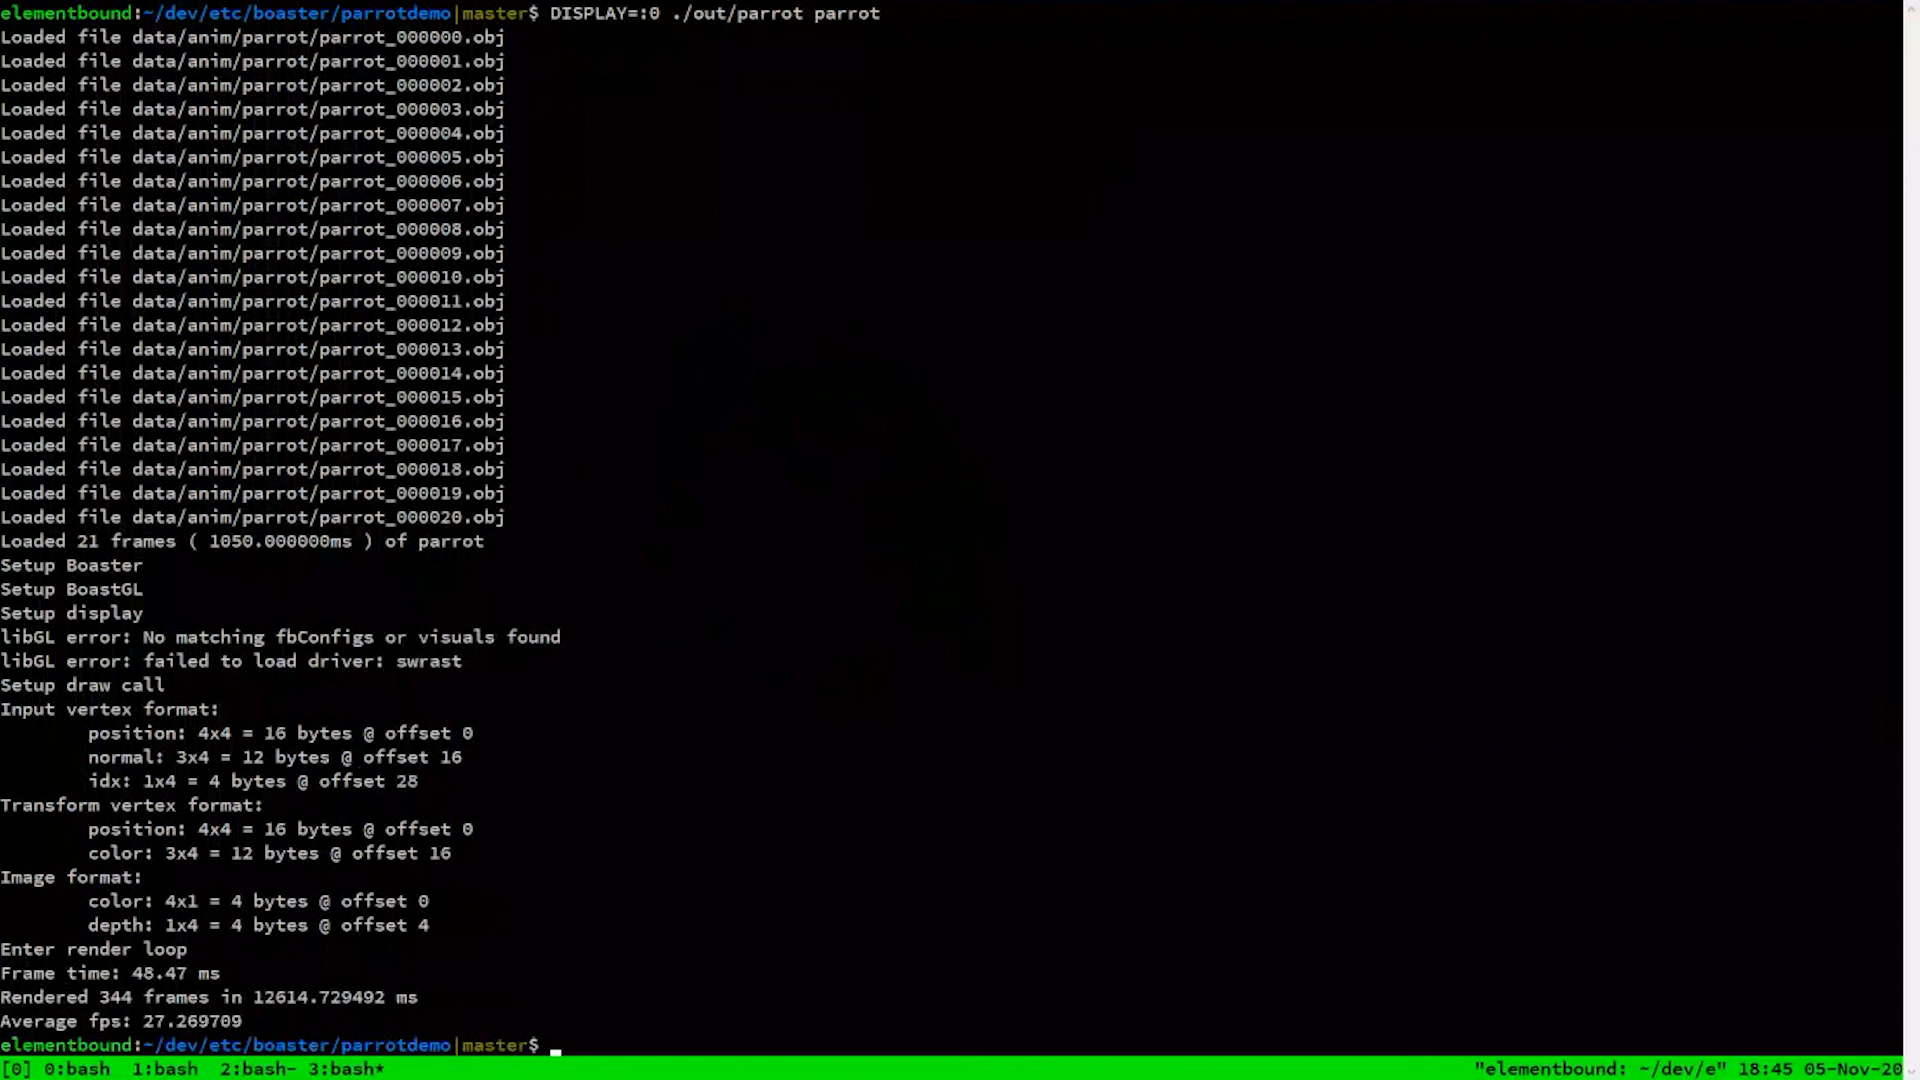 elementbound:~/dev/etc/boaster/parrotdemo|master$ DISPLAY=:0 ./out/parrot parrot
Loaded file data/anim/parrot/parrot_000000.obj
Loaded file data/anim/parrot/parrot_000001.obj
Loaded file data/anim/parrot/parrot_000002.obj
Loaded file data/anim/parrot/parrot_000003.obj
Loaded file data/anim/parrot/parrot_000004.obj
Loaded file data/anim/parrot/parrot_000005.obj
Loaded file data/anim/parrot/parrot_000006.obj
Loaded file data/anim/parrot/parrot_000007.obj
Loaded file data/anim/parrot/parrot_000008.obj
Loaded file data/anim/parrot/parrot_000009.obj
Loaded file data/anim/parrot/parrot_000010.obj
Loaded file data/anim/parrot/parrot_000011.obj
Loaded file data/anim/parrot/parrot_000012.obj
Loaded file data/anim/parrot/parrot_000013.obj
Loaded file data/anim/parrot/parrot_000014.obj
Loaded file data/anim/parrot/parrot_000015.obj
Loaded file data/anim/parrot/parrot_000016.obj
Loaded file data/anim/parrot/parrot_000017.obj
Loaded file data/anim/parrot/parrot_000018.obj
Loaded file data/anim/parrot/parrot_000019.obj
Loaded file data/anim/parrot/parrot_000020.obj
Loaded 21 frames ( 1050.000000ms ) of parrot
Setup Boaster
Setup BoastGL
Setup display
libGL error: No matching fbConfigs or visuals found
libGL error: failed to load driver: swrast
Setup draw call
Input vertex format:
position: 4x4 = 16 bytes @ offset 0
normal: 3x4 = 12 bytes @ offset 16
idx: 1x4 = 4 bytes @ offset 28
Transform vertex format:
position: 4x4 = 16 bytes @ offset 0
color: 3x4 = 12 bytes @ offset 16
Image format:
color: 4x1 = 4 bytes @ offset 0
depth: 1x4 = 4 bytes @ offset 4
Enter render loop
Frame time: 48.47 ms
Rendered 344 frames in 12614.729492 ms
Average fps: 27.269709
elementbound:~/dev/etc/boaster/parrotdemo|master$
[0] 0:bash  1:bash  2:bash- 3:bash* "elementbound: ~/dev/e" 18:45 05-Nov-20